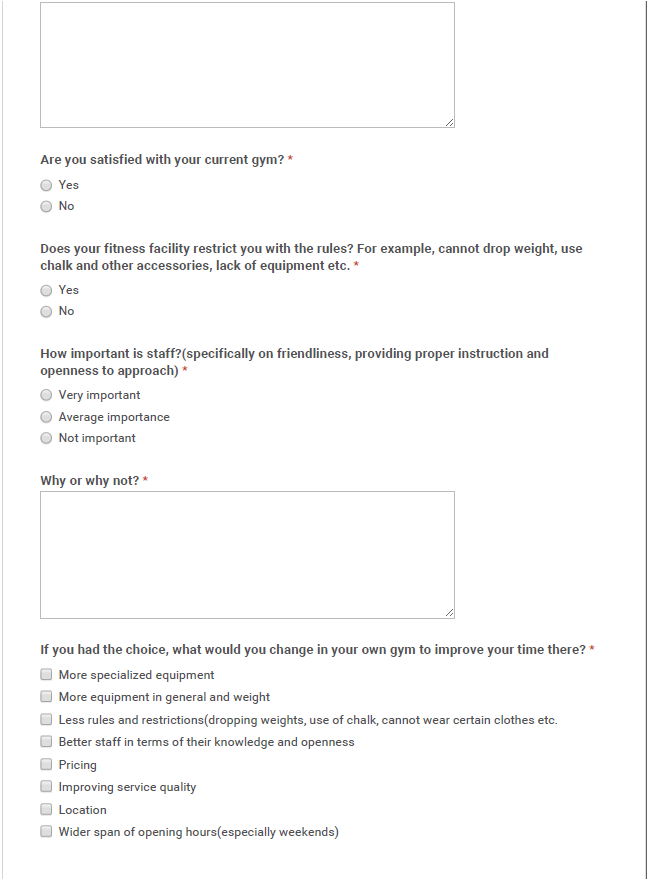 Are you satisfied with your current gym? *
Yes
No
Does your fitness facility restrict you with the rules? For example, cannot drop weight, use
chalk and other accessories, lack of equipment etc. *
Yes
No
How important is staff?(specifically on friendliness, providing proper instruction and
openness to approach) *
Very important
Average importance
Not important
Why or why not? *
If you had the choice, what would you change in your own gym to improve your time there? *
More specialized equipment
More equipment in general and weight
Less rules and restrictions(dropping weights, use of chalk, cannot wear certain clothes etc.
Better staff in terms of their knowledge and openness
Pricing
Improving service quality
Location
Wider span of opening hours(especially weekends)